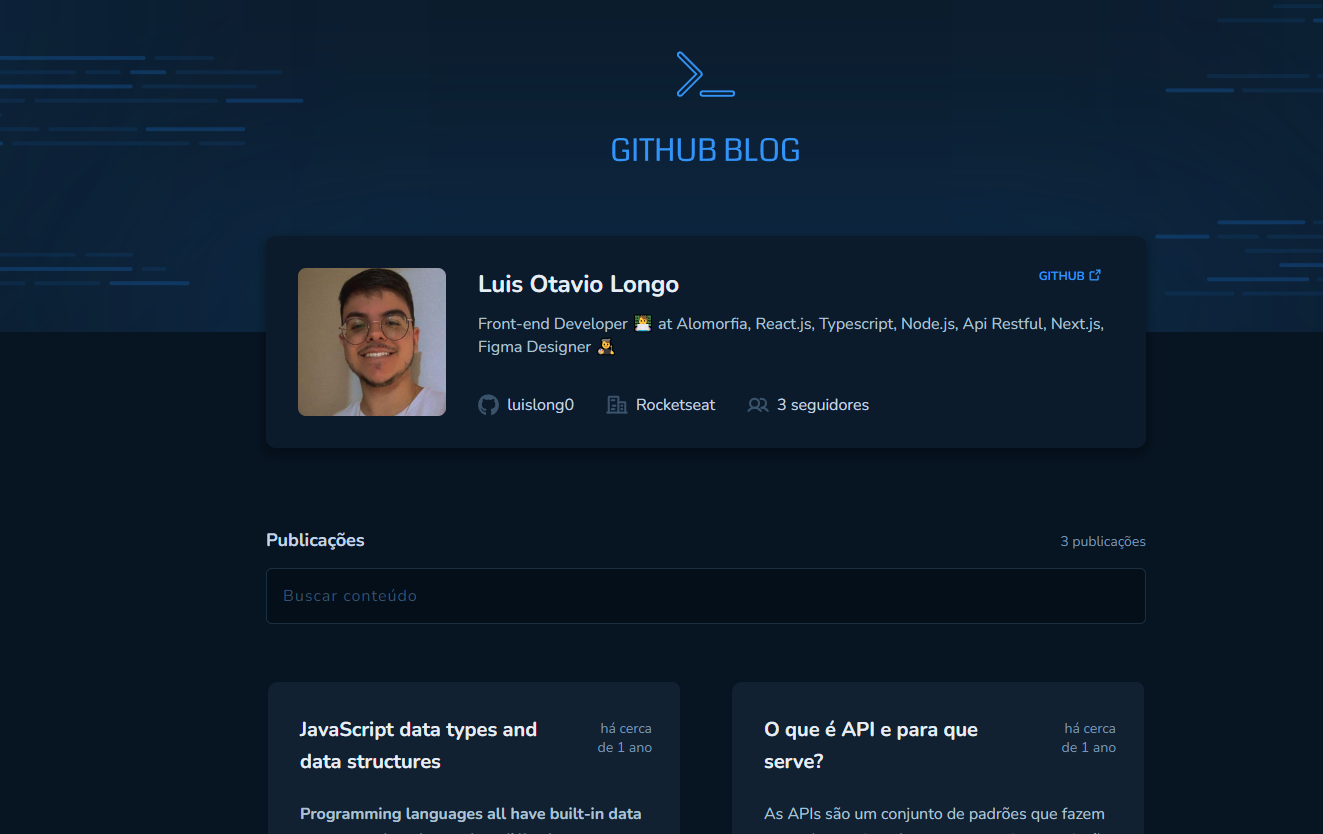 GITHUB BLOG
Luis Otavio Longo
GITHUB
Front-end Developer 👨‍💻 at Alomorfia, React.js, Typescript, Node.js, Api Restful, Next.js,
Figma Designer 👩‍🎨
luislong0 Rocketseat 3 seguidores
Publicações
3 publicações
Buscar conteúdo
JavaScript data types and
data structures
há cerca
de 1 ano
Programming languages all have built-in data
O que é API e para que
serve?
há cerca
de 1 ano
As APIs são um conjunto de padrões que fazem